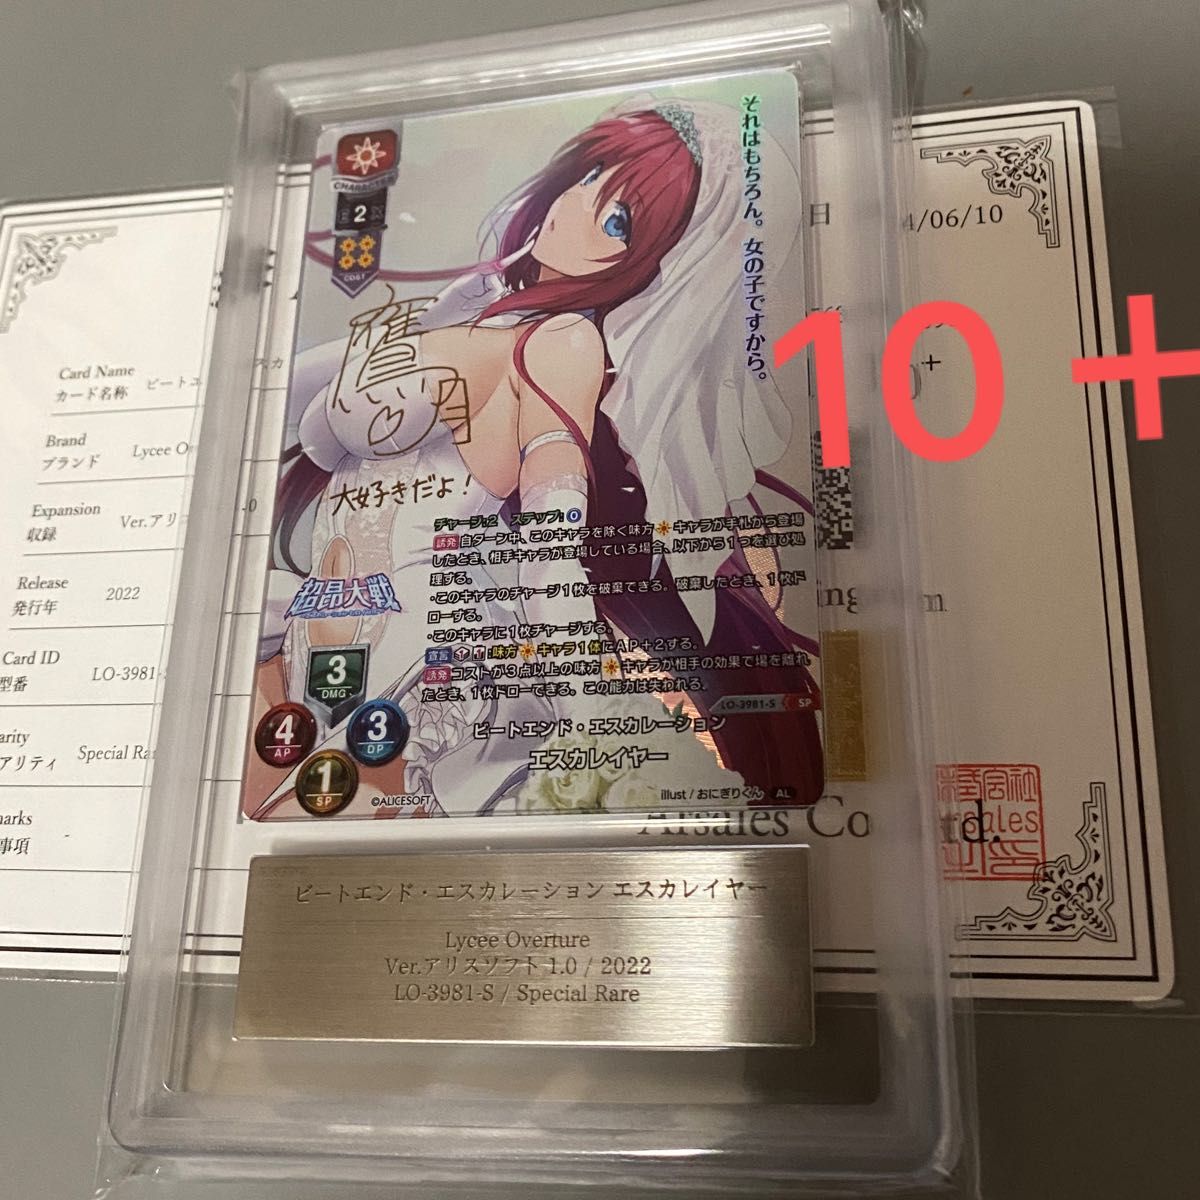 それはもちろん。女の子ですから。
CHARACTER
EX
2
COST
大好きだよ!
チャージ:2 ステップ:0
誘発 自ターン中、このキャラを除く味方キャラが手札から登場
したとき、相手キャラが登場している場合、以下から1つを選び処
理する。
・このキャラのチャージ1枚を破棄できる。破棄したとき、1枚ド
ローする。
・このキャラに1枚チャージする。
宣言 :味方キャラ1体にAP+2する。
誘発 コストが3点以上の味方キャラが相手の効果で場を離れ
たとき、1枚ドローできる。この能力は失われる。
超昂大戦
3
DMG
4
AP
3
DP
1
SP
LO-3981-S SP
ビートエンド・エスカレーション
エスカレイヤー
©ALICESOFT
illust / おにぎりくん AL
ビートエンド・エスカレーション エスカレイヤー
Lycee Overture
Ver.アリスソフト 1.0 / 2022
LO-3981-S / Special Rare
Card Name
カード名称 ビートエ
Brand
ブランド Lycee O
Expansion
収録 Ver.アリ
Release
発行年 2022
Card ID
型番 LO-3981-S
arity
アリティ Special Ra
marks
事項 -
日 4/06/10
10 +
Arsales Co td.